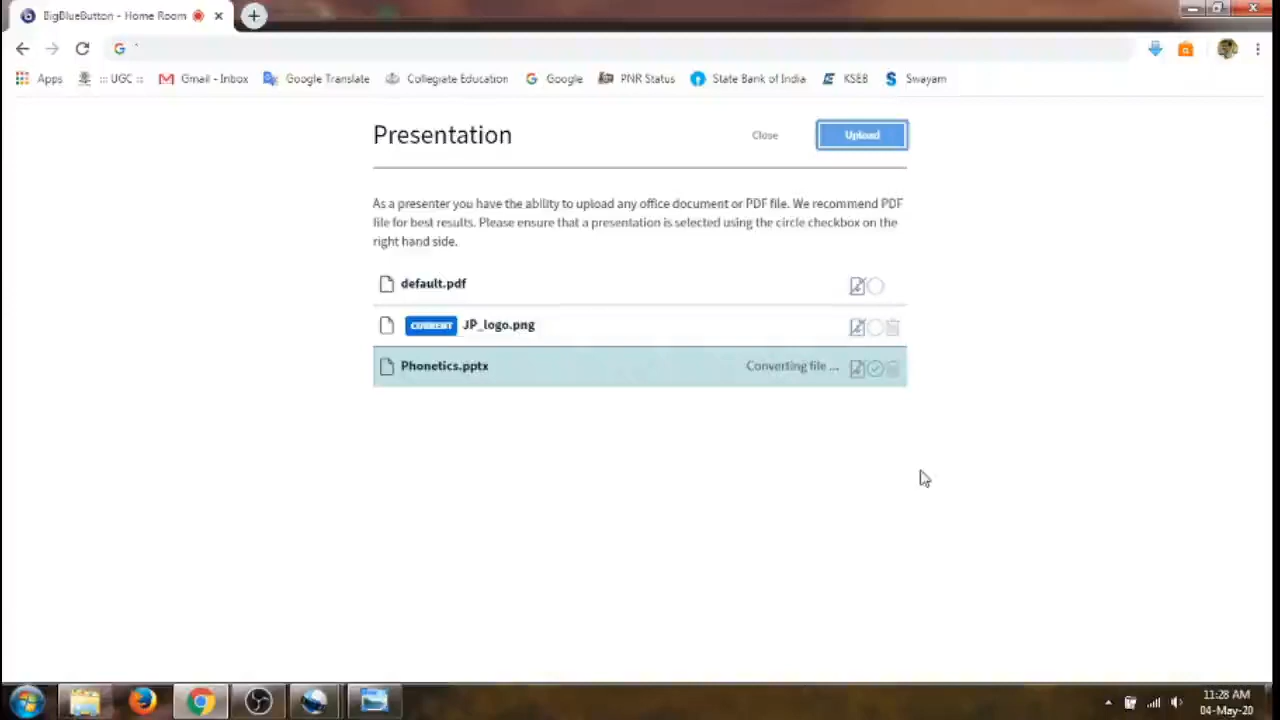 BigBlueButton - Home Room
Apps
::: UGC ::
Gmail - Inbox
Google Translate
Collegiate Education
Google
PNR Status
State Bank of India
KSEB
Swayam
Presentation
Close
Upload
As a presenter you have the ability to upload any office document or PDF file. We recommend PDF
file for best results. Please ensure that a presentation is selected using the circle checkbox on the
right hand side.
default.pdf
CURRENT JP_logo.png
Phonetics.pptx
Converting file ...
11:28 AM
04-May-20